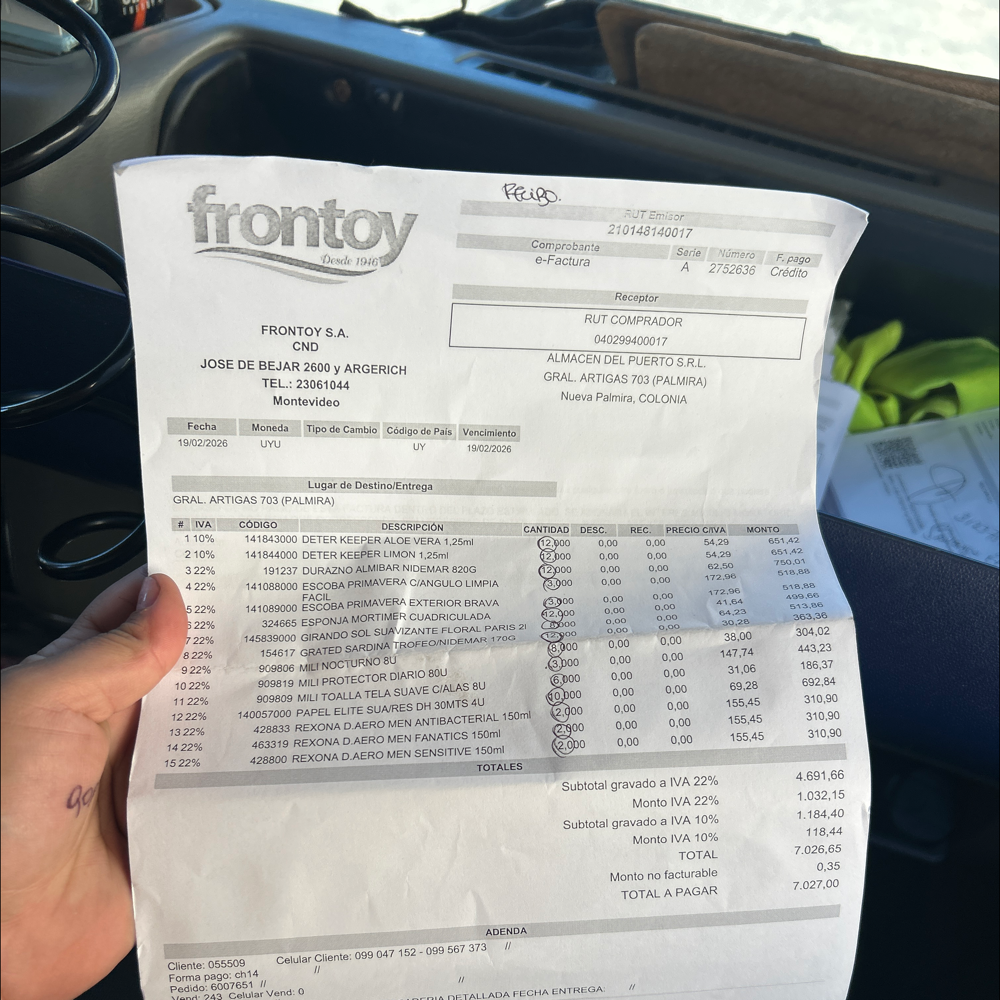 RECIBO.
frontoy
Desde 1946
RUT Emisor
210148140017
Comprobante Serie Número F. pago
e-Factura A 2752636 Crédito
Receptor
RUT COMPRADOR
040299400017
ALMACEN DEL PUERTO S.R.L.
GRAL. ARTIGAS 703 (PALMIRA)
Nueva Palmira, COLONIA
FRONTOY S.A.
CND
JOSE DE BEJAR 2600 y ARGERICH
TEL.: 23061044
Montevideo
Fecha Moneda Tipo de Cambio Código de País Vencimiento
19/02/2026 UYU UY 19/02/2026
Lugar de Destino/Entrega
GRAL. ARTIGAS 703 (PALMIRA)
# IVA CÓDIGO DESCRIPCIÓN CANTIDAD DESC. REC. PRECIO C/IVA MONTO
1 10% 141843000 DETER KEEPER ALOE VERA 1,25ml 12,000 0,00 0,00 54,29 651,42
2 10% 141844000 DETER KEEPER LIMON 1,25ml 12,000 0,00 0,00 54,29 651,42
3 22% 191237 DURAZNO ALMIBAR NIDEMAR 820G 12,000 0,00 0,00 62,50 750,01
4 22% 141088000 ESCOBA PRIMAVERA C/ANGULO LIMPIA FACIL 3,000 0,00 0,00 172,96 518,88
5 22% 141089000 ESCOBA PRIMAVERA EXTERIOR BRAVA 3,000 0,00 0,00 172,96 518,88
6 22% 324665 ESPONJA MORTIMER CUADRICULADA 12,000 0,00 0,00 41,64 499,66
7 22% 145839000 GIRANDO SOL SUAVIZANTE FLORAL PARIS 2l 8,000 0,00 0,00 64,23 513,86
8 22% 154617 GRATED SARDINA TROFEO/NIDEMAR 170G 12,000 0,00 0,00 30,28 363,36
9 22% 909806 MILI NOCTURNO 8U 8,000 0,00 0,00 38,00 304,02
10 22% 909819 MILI PROTECTOR DIARIO 80U 3,000 0,00 0,00 147,74 443,23
11 22% 909809 MILI TOALLA TELA SUAVE C/ALAS 8U 6,000 0,00 0,00 31,06 186,37
12 22% 140057000 PAPEL ELITE SUA/RES DH 30MTS 4U 10,000 0,00 0,00 69,28 692,84
13 22% 428833 REXONA D.AERO MEN ANTIBACTERIAL 150ml 2,000 0,00 0,00 155,45 310,90
14 22% 463319 REXONA D.AERO MEN FANATICS 150ml 2,000 0,00 0,00 155,45 310,90
15 22% 428800 REXONA D.AERO MEN SENSITIVE 150ml 2,000 0,00 0,00 155,45 310,90
TOTALES
Subtotal gravado a IVA 22% 4.691,66
Monto IVA 22% 1.032,15
Subtotal gravado a IVA 10% 1.184,40
Monto IVA 10% 118,44
TOTAL 7.026,65
Monto no facturable 0,35
TOTAL A PAGAR 7.027,00
ADENDA
Cliente: 055509 Celular Cliente: 099 047 152 - 099 567 373 //
Forma pago: ch14 //
Pedido: 6007651 // //
Vend: 243 Celular Vend: 0
DETALLADA FECHA ENTREGA: //